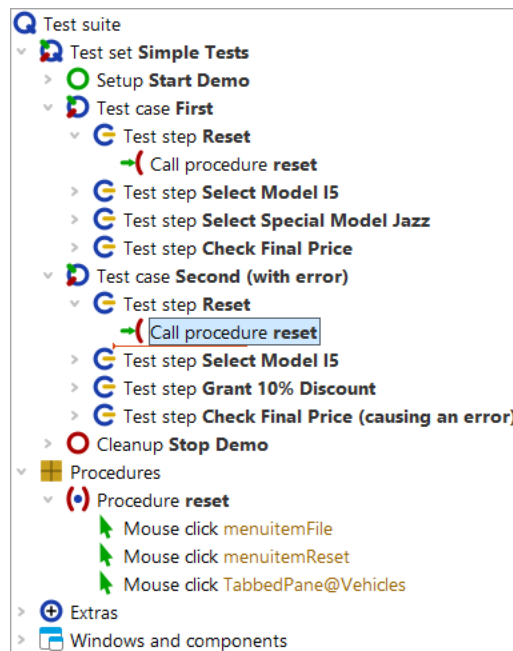 Test suite
Test set Simple Tests
Setup Start Demo
Test case First
Test step Reset
Call procedure reset
Test step Select Model I5
Test step Select Special Model Jazz
Test step Check Final Price
Test case Second (with error)
Test step Reset
Call procedure reset
Test step Select Model I5
Test step Grant 10% Discount
Test step Check Final Price (causing an error)
Cleanup Stop Demo
Procedures
Procedure reset
Mouse click menuitemFile
Mouse click menuitemReset
Mouse click TabbedPane@Vehicles
Extras
Windows and components